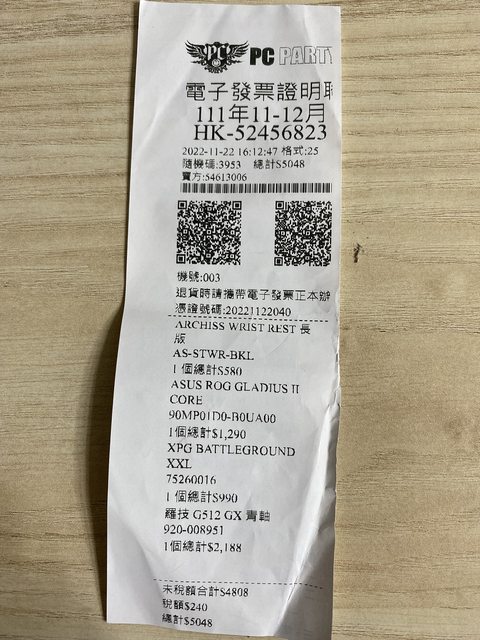 PC PARTY
電子發票證明聯
111年11-12月
HK-52456823
2022-11-22 16:12:47 格式:25
隨機碼:3953 總計$5048
賣方:54613006
機號:003
退貨時請攜帶電子發票正本辦
憑證號碼:20221122040
ARCHISS WRIST REST 長
版
AS-STWR-BKL
1 個總計$580
ASUS ROG GLADIUS II
CORE
90MP01D0-B0UA00
1個總計$1,290
XPG BATTLEGROUND
XXL
75260016
1 個總計$990
羅技 G512 GX 青軸
920-008951
1個總計$2,188
未稅額合計$4808
稅額$240
總計$5048